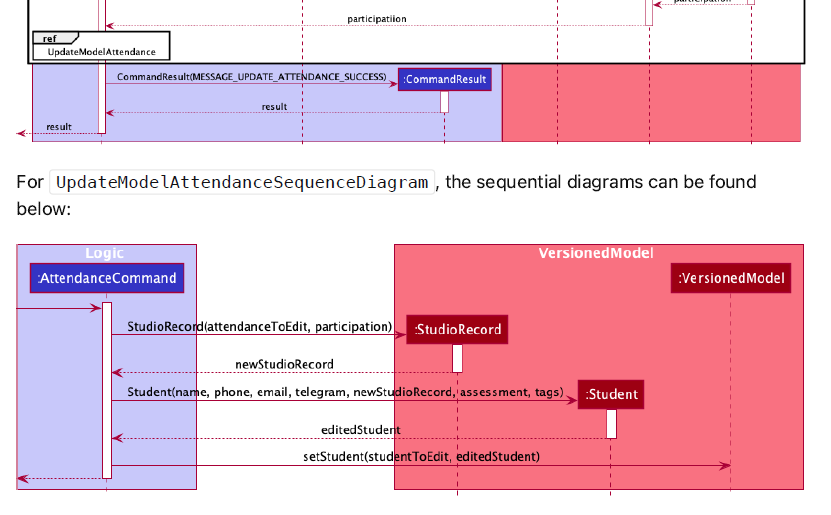 participation
participatiion
ref
UpdateModelAttendance
CommandResult(MESSAGE_UPDATE_ATTENDANCE_SUCCESS)
:CommandResult
result
result
For UpdateModelAttendanceSequenceDiagram, the sequential diagrams can be found
below:
Logic
VersionedModel
:AttendanceCommand
:VersionedModel
StudioRecord(attendanceToEdit, participation)
:StudioRecord
newStudioRecord
Student(name, phone, email, telegram, newStudioRecord, assessment, tags)
:Student
editedStudent
setStudent(studentToEdit, editedStudent)